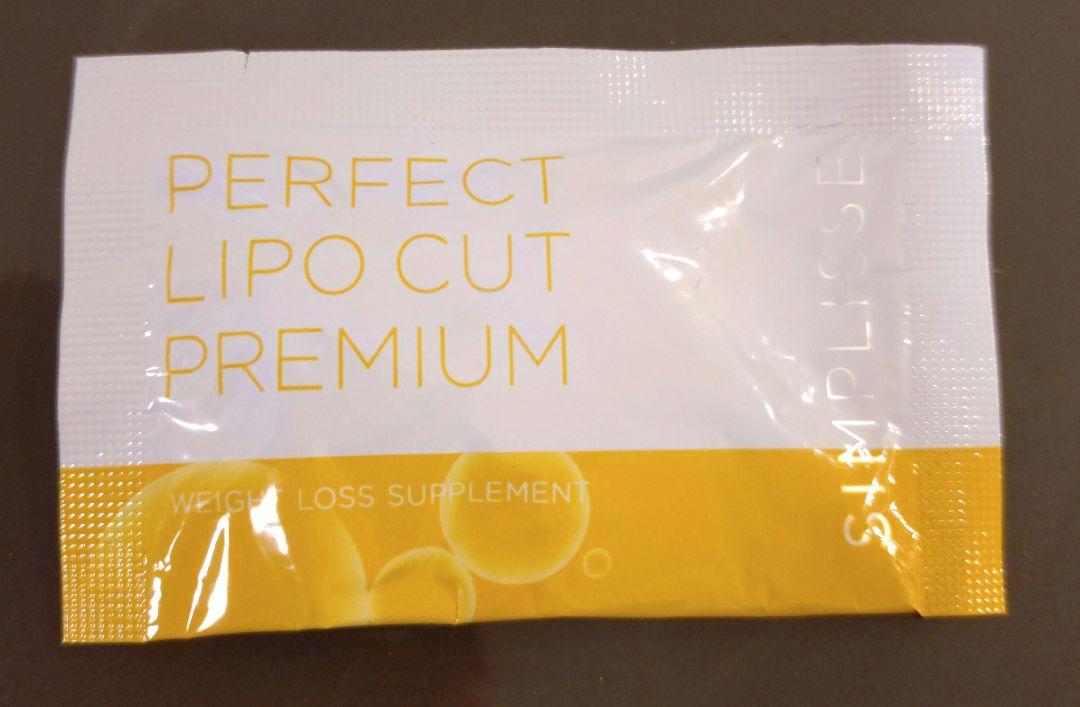 PERFECT
LIPO CUT
PREMIUM
WEIGHT LOSS SUPPLEMENT
SIMPLISSE